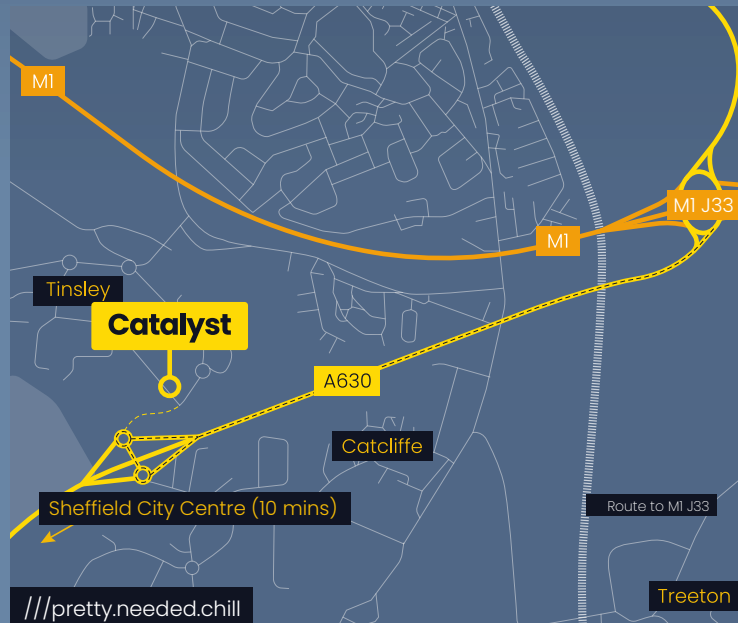 M1
M1 J33
M1
Tinsley
Catalyst
A630
Catcliffe
Sheffield City Centre (10 mins)
Route to M1 J33
Treeton
///pretty.needed.chill